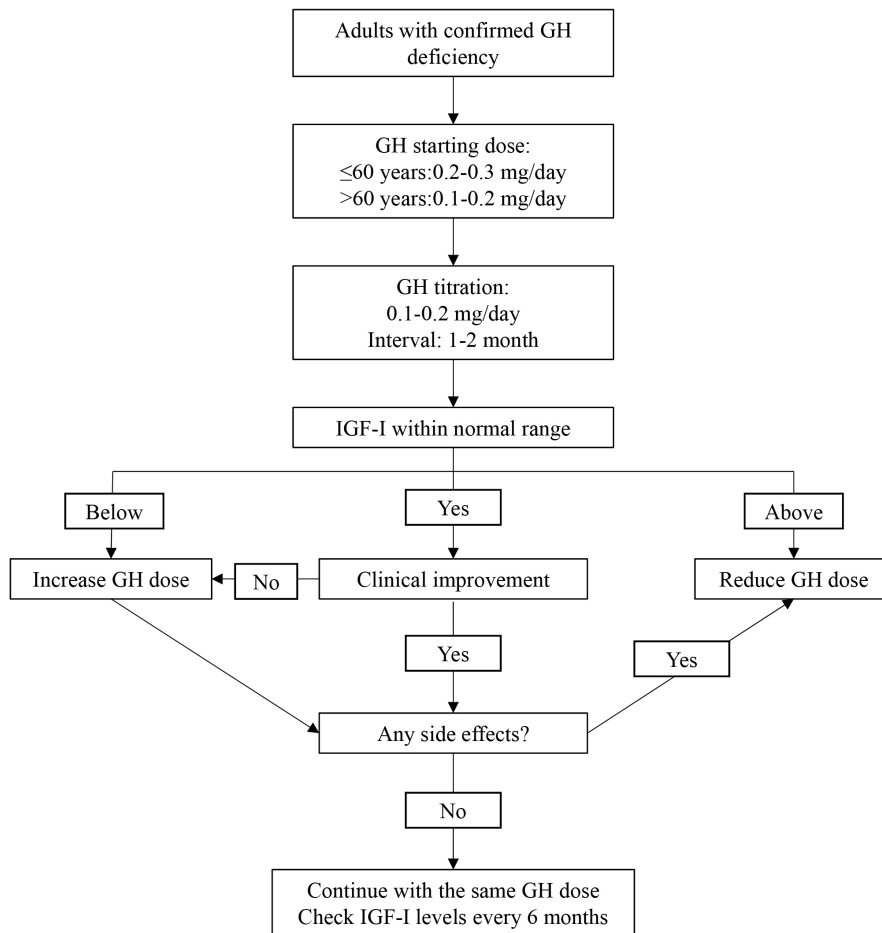 Adults with confirmed GH
deficiency
GH starting dose:
≤60 years:0.2-0.3 mg/day
>60 years:0.1-0.2 mg/day
GH titration:
0.1-0.2 mg/day
Interval: 1-2 month
IGF-I within normal range
Below
Yes
Above
Increase GH dose
No
Clinical improvement
Reduce GH dose
Yes
Yes
Any side effects?
No
Continue with the same GH dose
Check IGF-I levels every 6 months